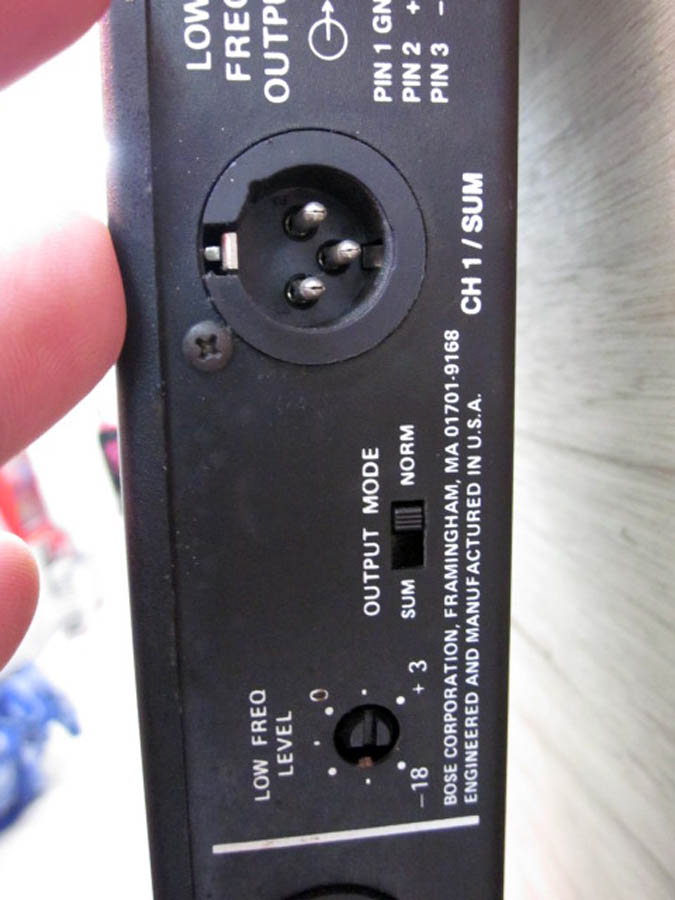 LOW FREQ
LEVEL
0
-18
+3
OUTPUT MODE
SUM
NORM
BOSE CORPORATION, FRAMINGHAM, MA 01701-9168
ENGINEERED AND MANUFACTURED IN U.S.A.
CH 1 / SUM
LOW
FREQ
OUTPU
PIN 1 GN
PIN 2 +
PIN 3 -